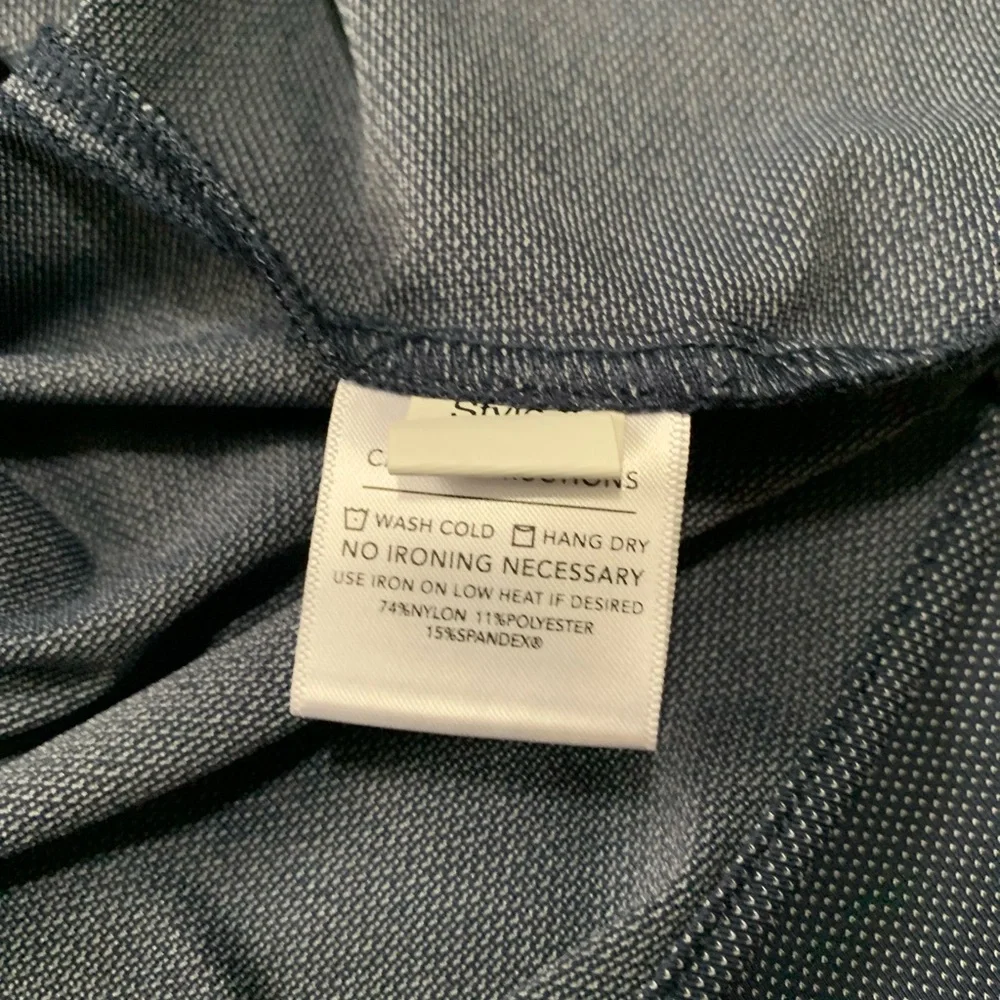 Style #
WASH COLD HANG DRY
NO IRONING NECESSARY
USE IRON ON LOW HEAT IF DESIRED
74%NYLON 11%POLYESTER
15%SPANDEX®